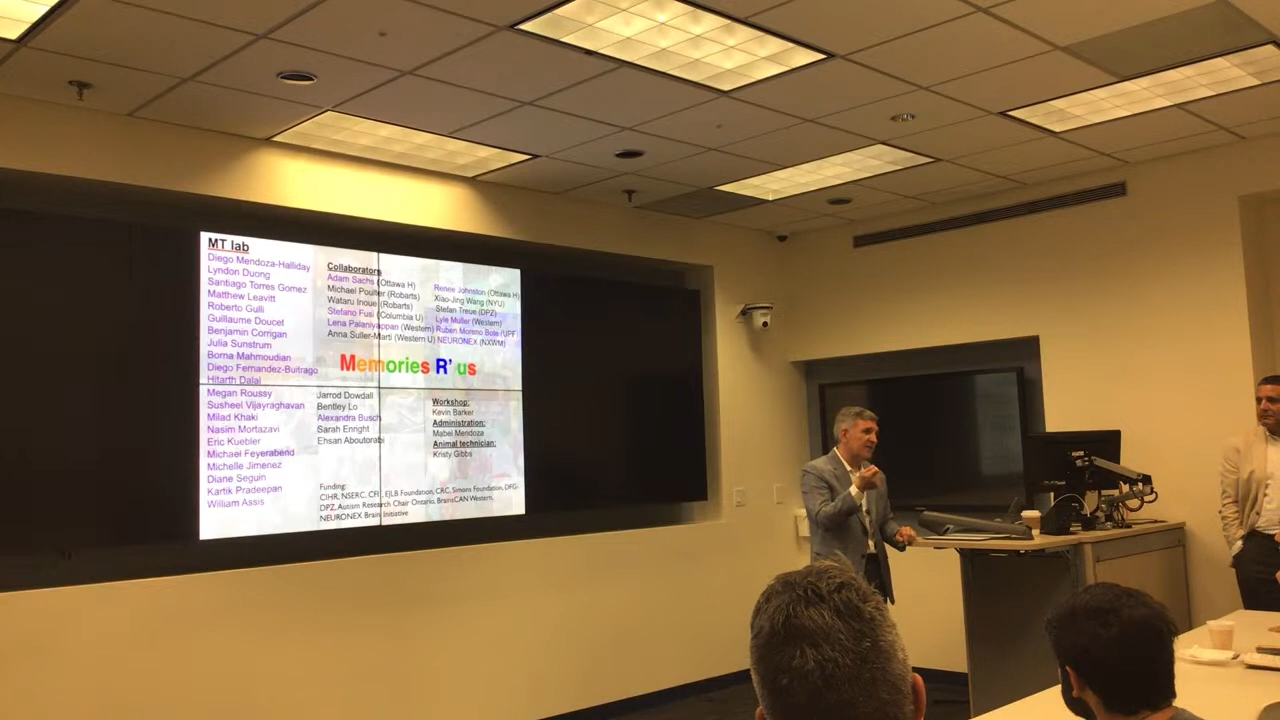 MT lab
Diego Mendoza-Halliday
Lyndon Duong
Santiago Torres Gomez
Matthew Leavitt
Roberto Gulli
Guillaume Doucet
Benjamin Corrigan
Julia Sunstrum
Borna Mahmoudian
Diego Fernandez-Buitrago
Hitarth Dalal
Megan Roussy
Susheel Vijayraghavan
Milad Khaki
Nasim Mortazavi
Eric Kuebler
Michael Feyerabend
Michelle Jimenez
Diane Seguin
Kartik Pradeepan
William Assis
Jarrod Dowdall
Bentley Lo
Alexandra Busch
Sarah Enright
Ehsan Aboutorabi
Collaborators
Adam Sachs (Ottawa H)
Michael Poulter (Robarts)
Wataru Inoue (Robarts)
Stefano Fusi (Columbia U)
Lena Palaniyappan (Western)
Anna Suller-Marti (Western U)
Renee Johnston (Ottawa H)
Xiao-Jing Wang (NYU)
Stefan Treue (DPZ)
Lyle Muller (Western)
Ruben Moreno Bote (UPF)
NEURONEX (NXWM)
Memories R' us
Workshop:
Kevin Barker
Administration:
Mabel Mendoza
Animal technician:
Kristy Gibbs
Funding:
CIHR, NSERC, CFI, EJLB Foundation, CRC, Simons Foundation, DFG-
DPZ, Autism Research Chair Ontario, BrainsCAN Western,
NEURONEX Brain Initiative